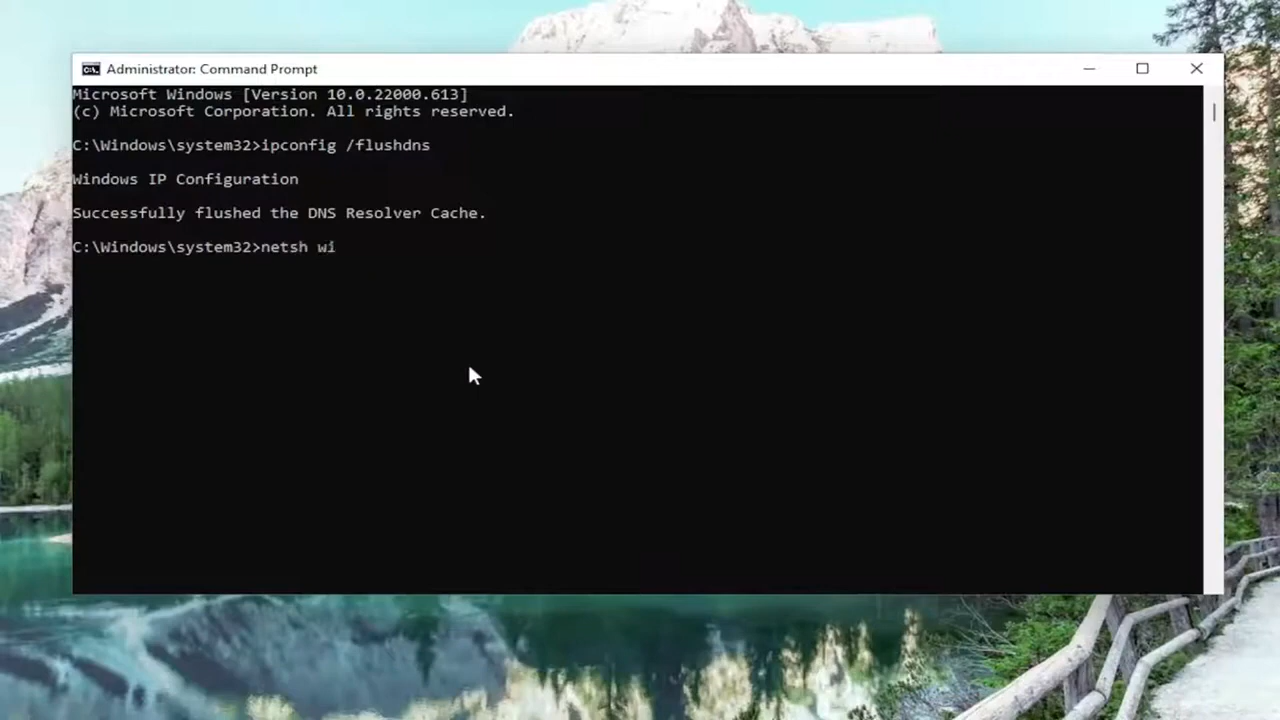 Administrator: Command Prompt
Microsoft Windows [Version 10.0.22000.613]
(c) Microsoft Corporation. All rights reserved.
C:\Windows\system32>ipconfig /flushdns
Windows IP Configuration
Successfully flushed the DNS Resolver Cache.
C:\Windows\system32>netsh wi